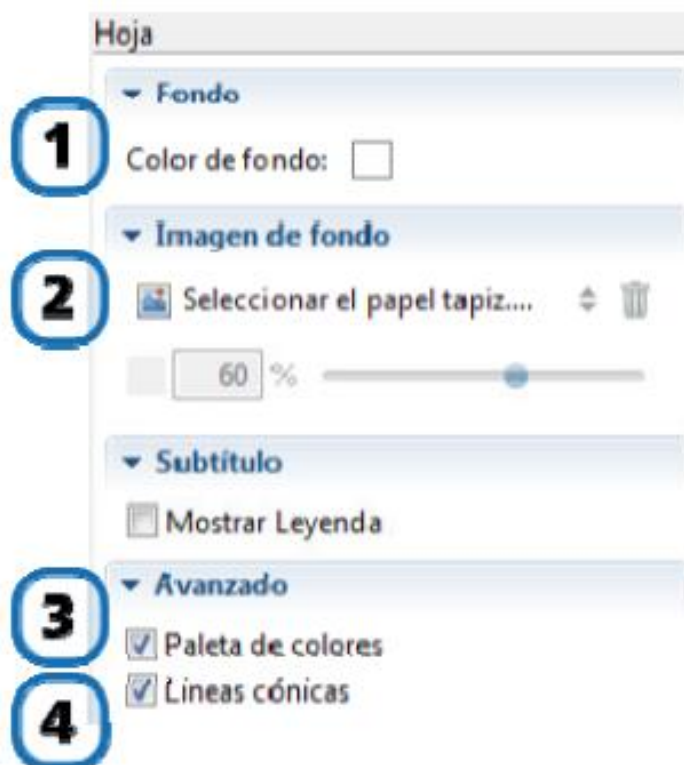 Hoja
Fondo
1
Color de fondo:
Imagen de fondo
2
Seleccionar el papel tapiz....
60 %
Subtítulo
Mostrar Leyenda
Avanzado
3
Paleta de colores
Lineas cónicas
4